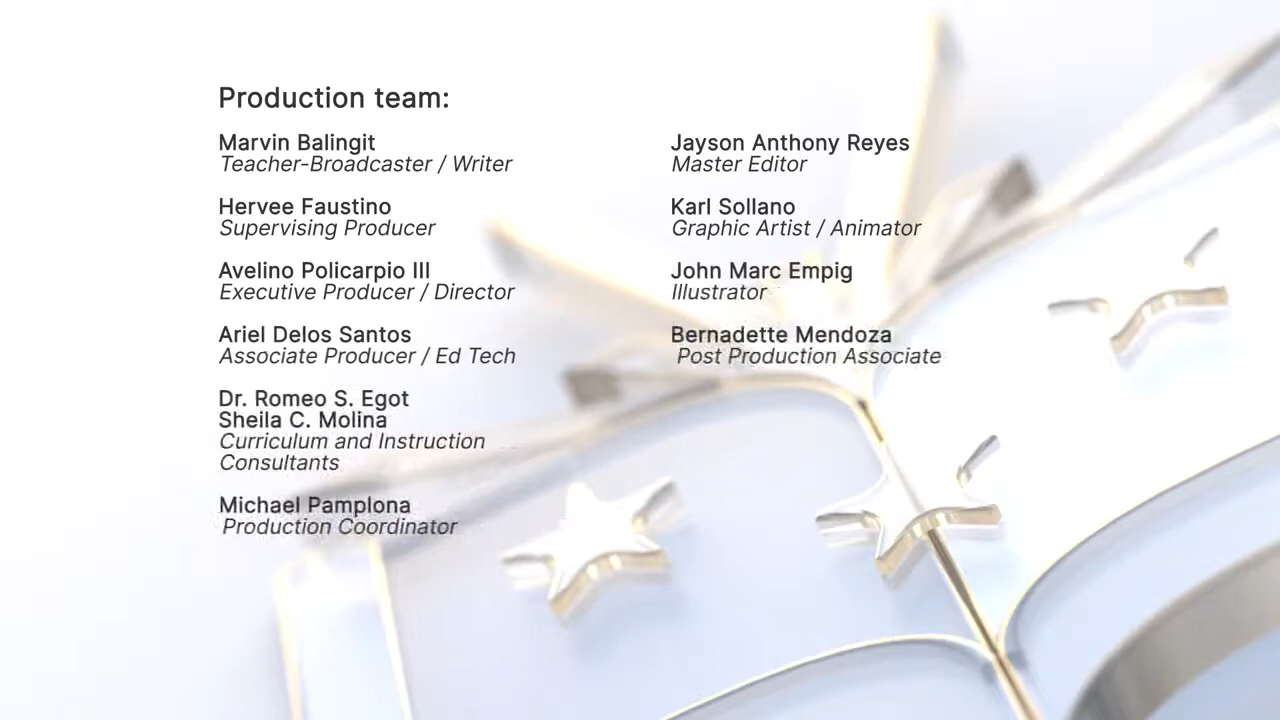 Production team:
Marvin Balingit
Teacher-Broadcaster / Writer
Hervee Faustino
Supervising Producer
Avelino Policarpio III
Executive Producer / Director
Ariel Delos Santos
Associate Producer / Ed Tech
Dr. Romeo S. Egot
Sheila C. Molina
Curriculum and Instruction
Consultants
Michael Pamplona
Production Coordinator
Jayson Anthony Reyes
Master Editor
Karl Sollano
Graphic Artist / Animator
John Marc Empig
Illustrator
Bernadette Mendoza
Post Production Associate